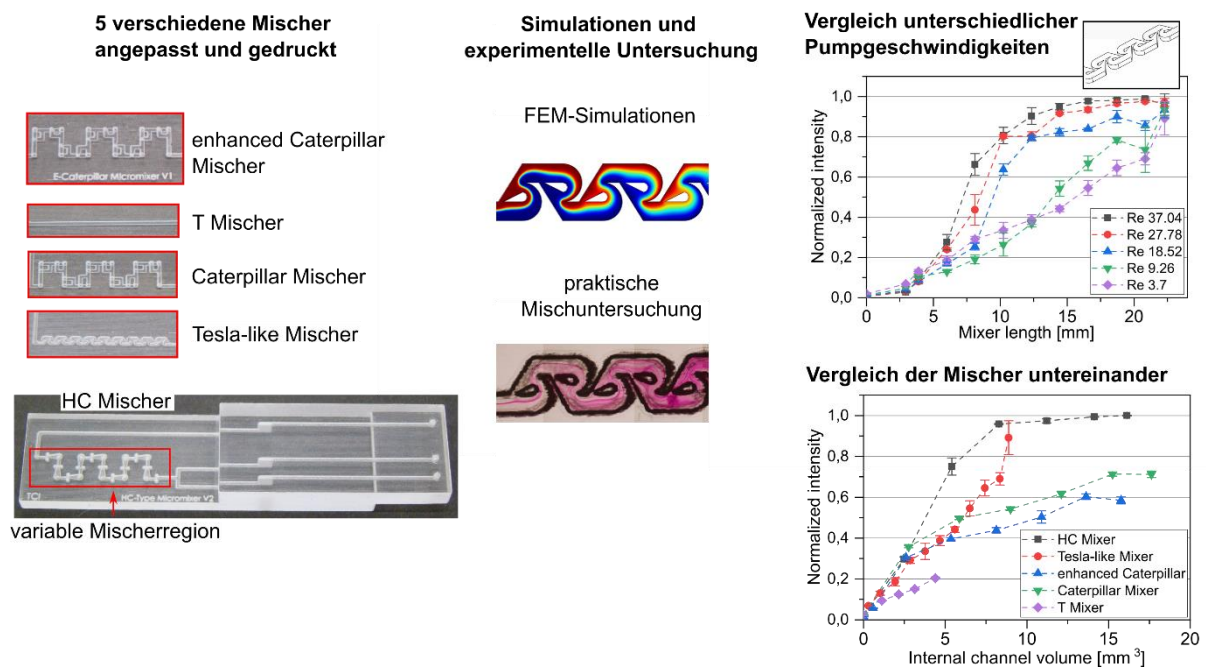 5 verschiedene Mischer
angepasst und gedruckt
enhanced Caterpillar
Mischer
E-Caterpillar Micromixer V1
T Mischer
Caterpillar Mischer
Tesla-like Mischer
HC Mischer
TCI
HC-Type Micromixer V2
variable Mischerregion
Simulationen und
experimentelle Untersuchung
FEM-Simulationen
praktische
Mischuntersuchung
Vergleich unterschiedlicher
Pumpgeschwindigkeiten
Normalized intensity
1,0
0,8
0,6
0,4
0,2
0,0
Re 37.04
Re 27.78
Re 18.52
Re 9.26
Re 3.7
0 5 10 15 20
Mixer length [mm]
Vergleich der Mischer untereinander
Normalized intensity
1,0
0,8
0,6
0,4
0,2
0,0
HC Mixer
Tesla-like Mixer
enhanced Caterpillar
Caterpillar Mixer
T Mixer
0 5 10 15 20
Internal channel volume [mm³]